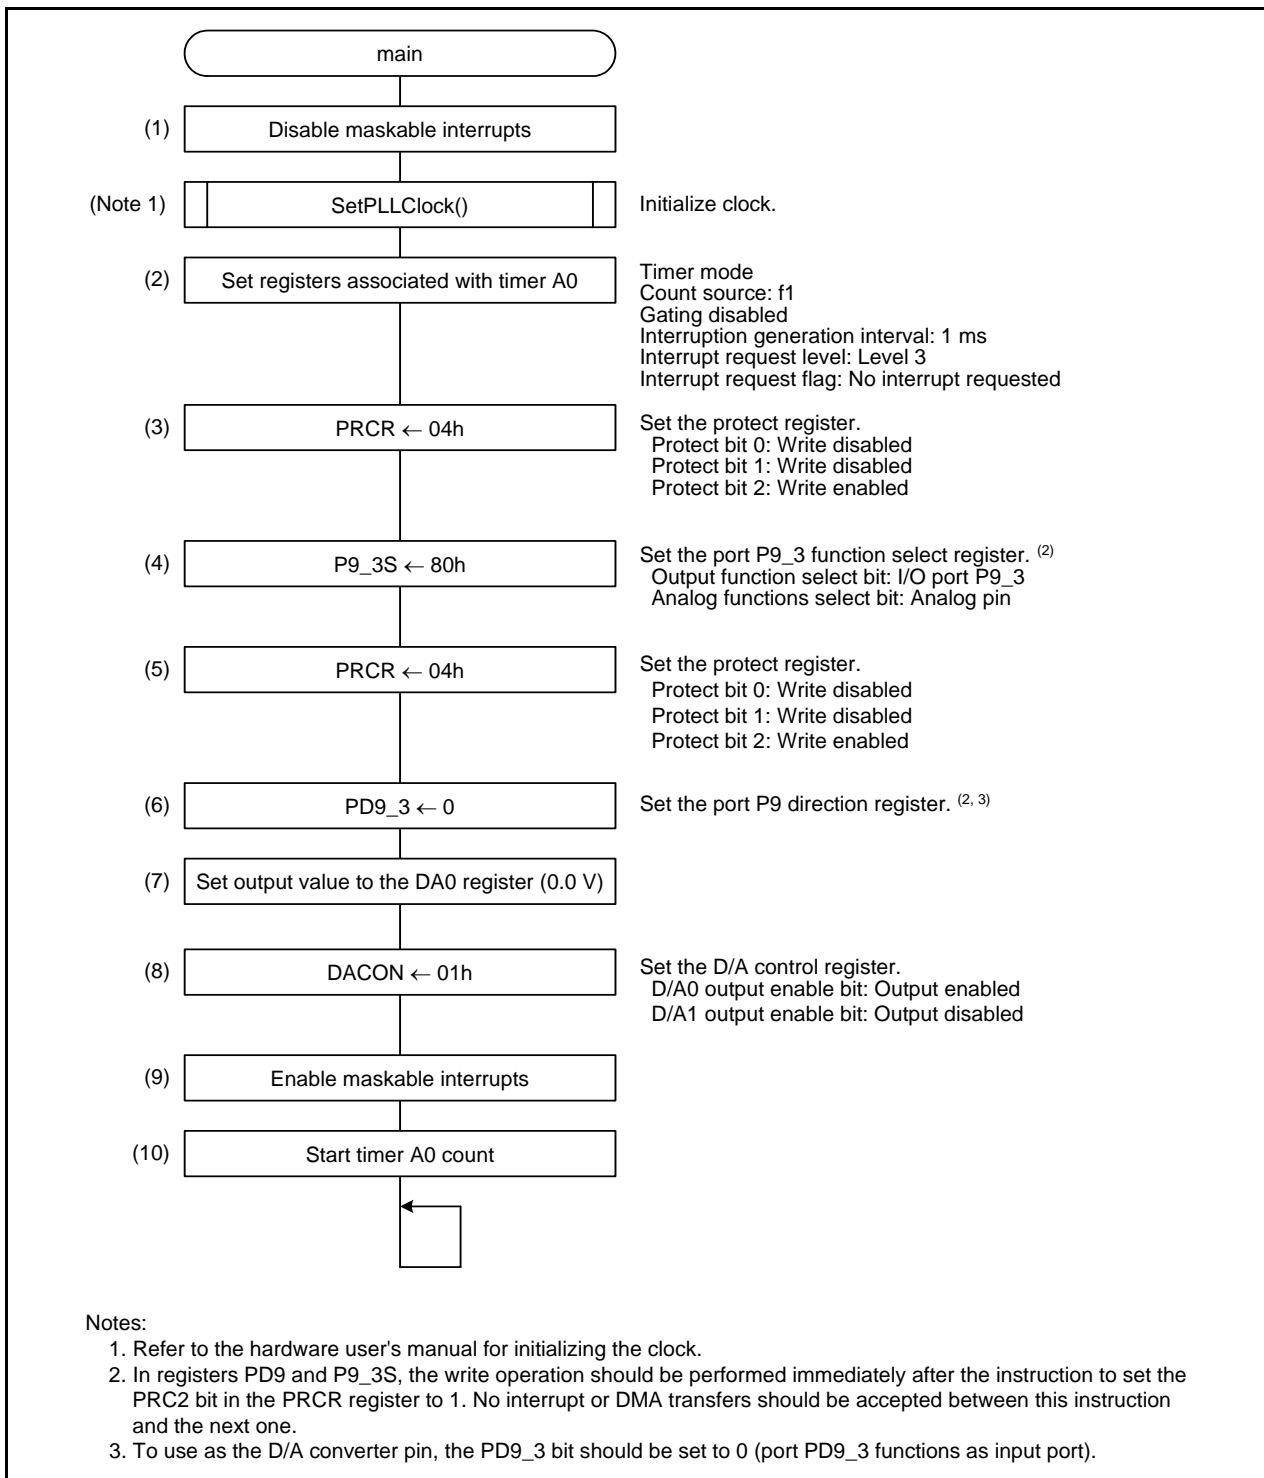 main
(1) Disable maskable interrupts
(Note 1) SetPLLClock() Initialize clock.
(2) Set registers associated with timer A0 Timer mode
Count source: f1
Gating disabled
Interruption generation interval: 1 ms
Interrupt request level: Level 3
Interrupt request flag: No interrupt requested
(3) PRCR ← 04h Set the protect register.
Protect bit 0: Write disabled
Protect bit 1: Write disabled
Protect bit 2: Write enabled
(4) P9_3S ← 80h Set the port P9_3 function select register. (2)
Output function select bit: I/O port P9_3
Analog functions select bit: Analog pin
(5) PRCR ← 04h Set the protect register.
Protect bit 0: Write disabled
Protect bit 1: Write disabled
Protect bit 2: Write enabled
(6) PD9_3 ← 0 Set the port P9 direction register. (2, 3)
(7) Set output value to the DA0 register (0.0 V)
(8) DACON ← 01h Set the D/A control register.
D/A0 output enable bit: Output enabled
D/A1 output enable bit: Output disabled
(9) Enable maskable interrupts
(10) Start timer A0 count
Notes:
1. Refer to the hardware user's manual for initializing the clock.
2. In registers PD9 and P9_3S, the write operation should be performed immediately after the instruction to set the
PRC2 bit in the PRCR register to 1. No interrupt or DMA transfers should be accepted between this instruction
and the next one.
3. To use as the D/A converter pin, the PD9_3 bit should be set to 0 (port PD9_3 functions as input port).